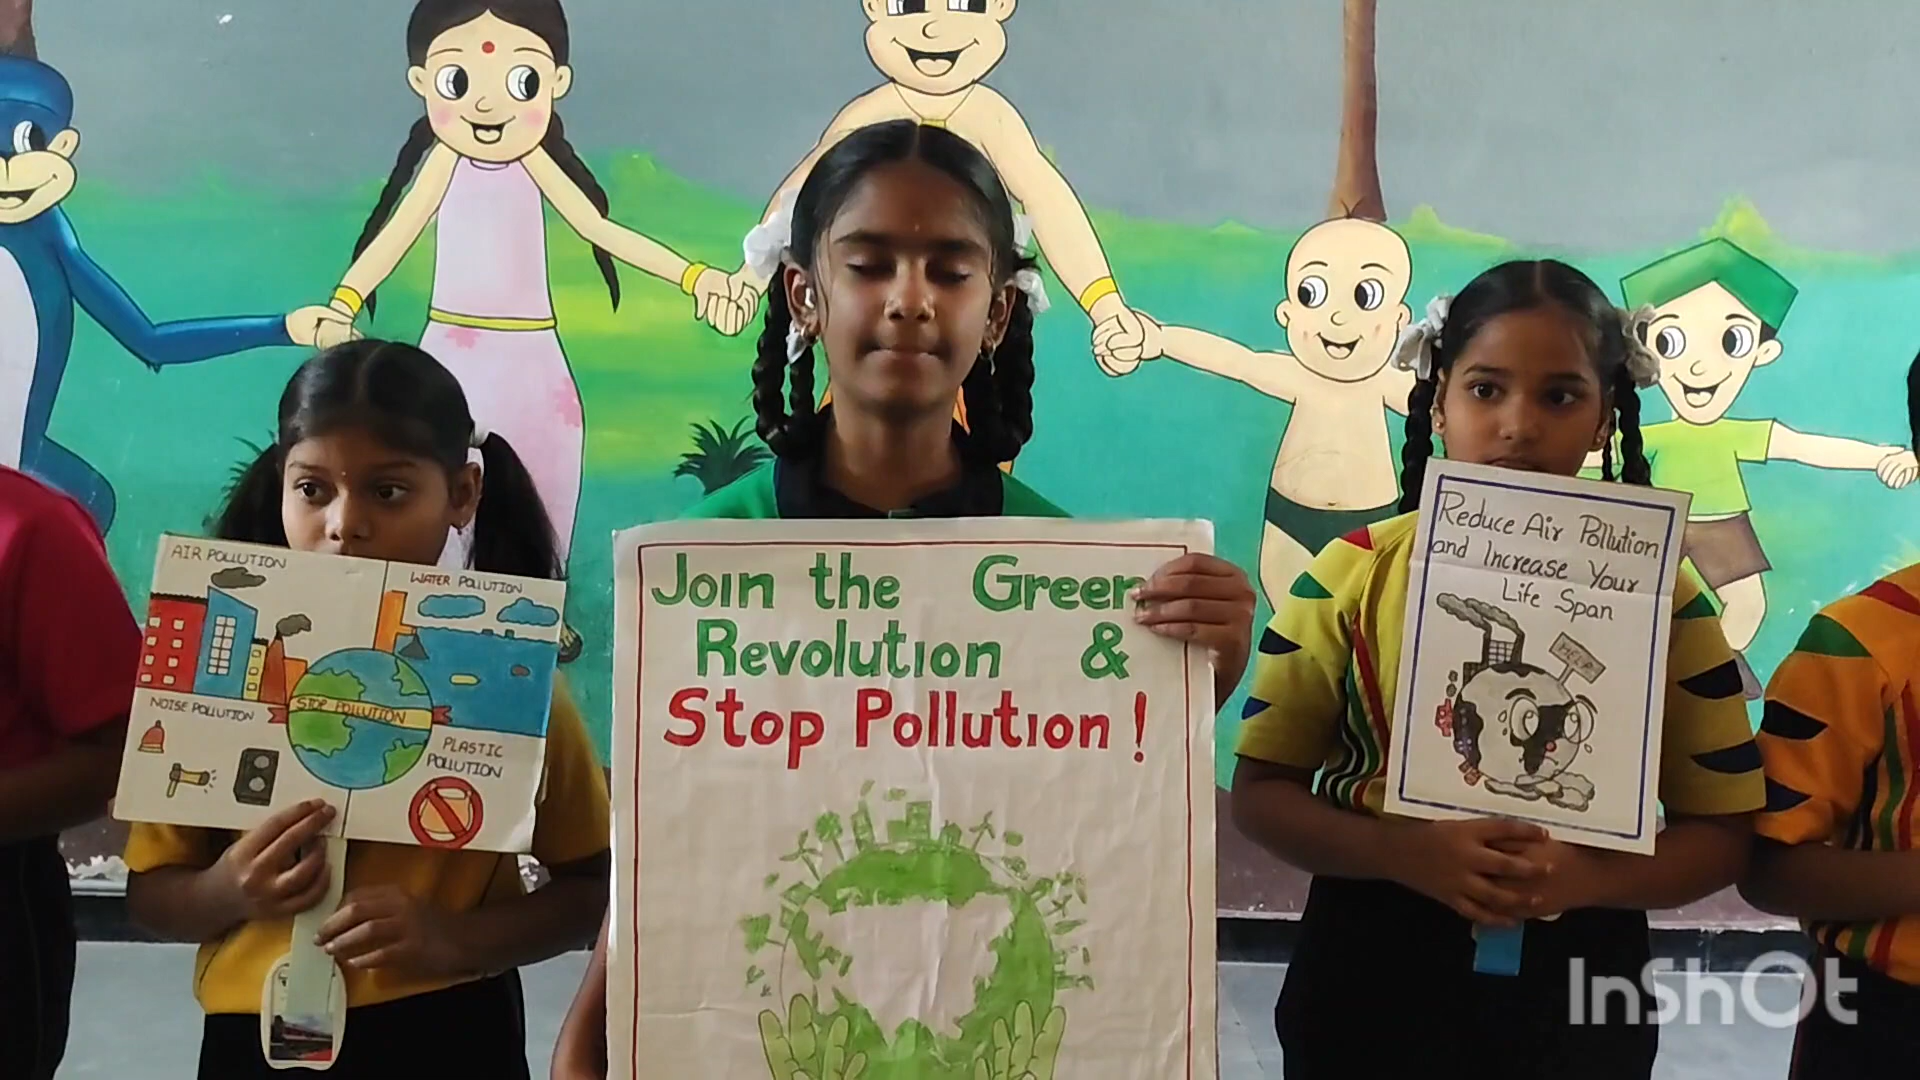 AIR POLLUTION
WATER POLLUTION
NOISE POLLUTION
STOP POLLUTION
PLASTIC
POLLUTION
Join the Green
Revolution &
Stop Pollution!
Reduce Air Pollution
and Increase Your
Life Span
HELP
InShOt